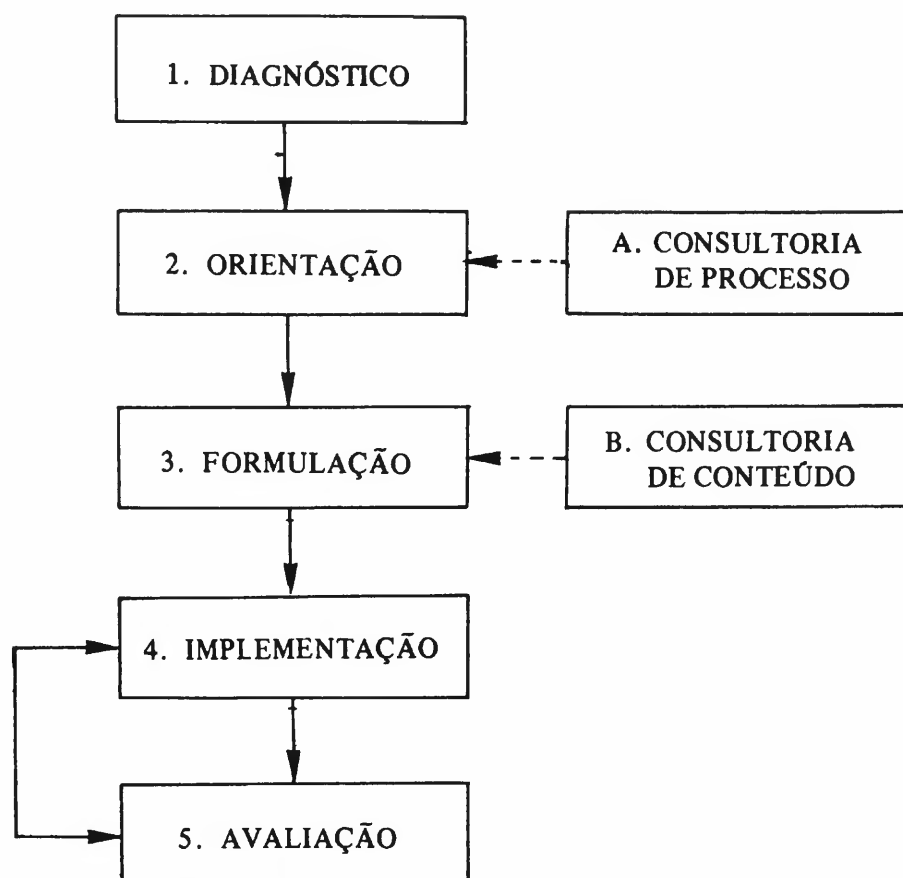 1. DIAGNÓSTICO
2. ORIENTAÇÃO
A. CONSULTORIA
DE PROCESSO
3. FORMULAÇÃO
B. CONSULTORIA
DE CONTEÚDO
4. IMPLEMENTAÇÃO
5. AVALIAÇÃO